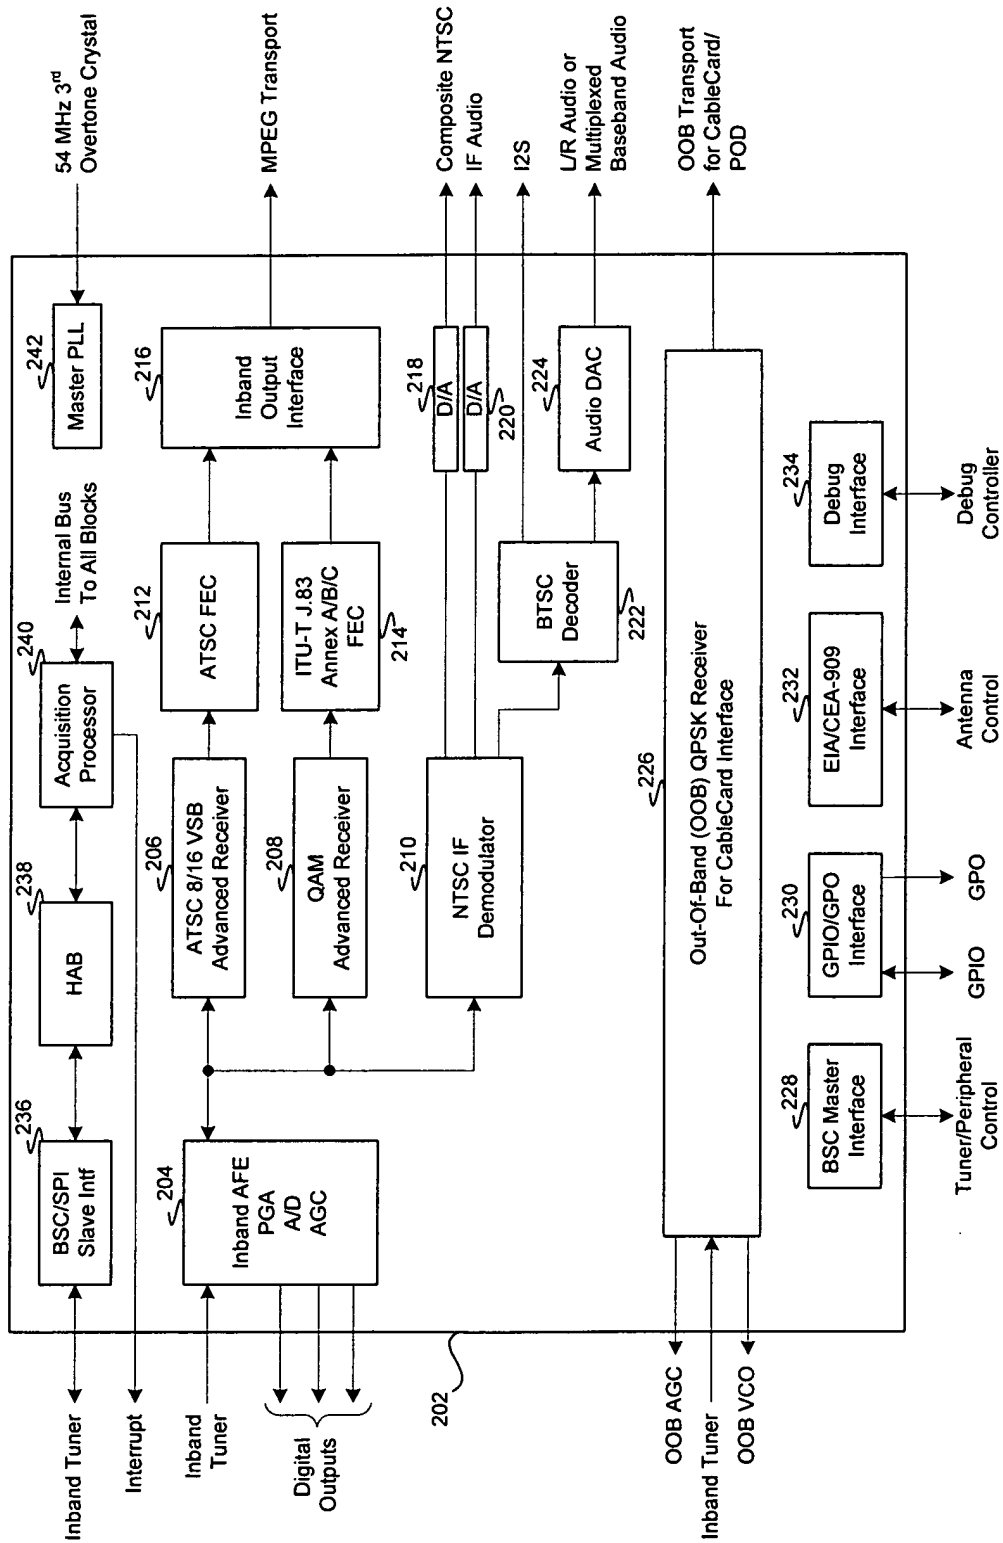 54 MHz 3rd
Overtone Crystal
MPEG Transport
Composite NTSC
IF Audio
I2S
L/R Audio or
Multiplexed
Baseband Audio
OOB Transport
for CableCard/
POD
242
Master PLL
216
Inband
Output
Interface
218
D/A
D/A
220
224
Audio DAC
Internal Bus
To All Blocks
240
Acquisition
Processor
212
ATSC FEC
ITU-T J.83
Annex A/B/C
FEC
214
BTSC
Decoder
222
238
HAB
206
ATSC 8/16 VSB
Advanced Receiver
208
QAM
Advanced Receiver
210
NTSC IF
Demodulator
236
BSC/SPI
Slave Intf
204
Inband AFE
PGA
A/D
AGC
226
Out-Of-Band (OOB) QPSK Receiver
For CableCard Interface
228
BSC Master
Interface
230
GPIO/GPO
Interface
232
EIA/CEA-909
Interface
234
Debug
Interface
Inband Tuner
Interrupt
Inband
Tuner
Digital
Outputs
202
OOB AGC
Inband Tuner
OOB VCO
Tuner/Peripheral
Control
GPIO
GPO
Antenna
Control
Debug
Controller